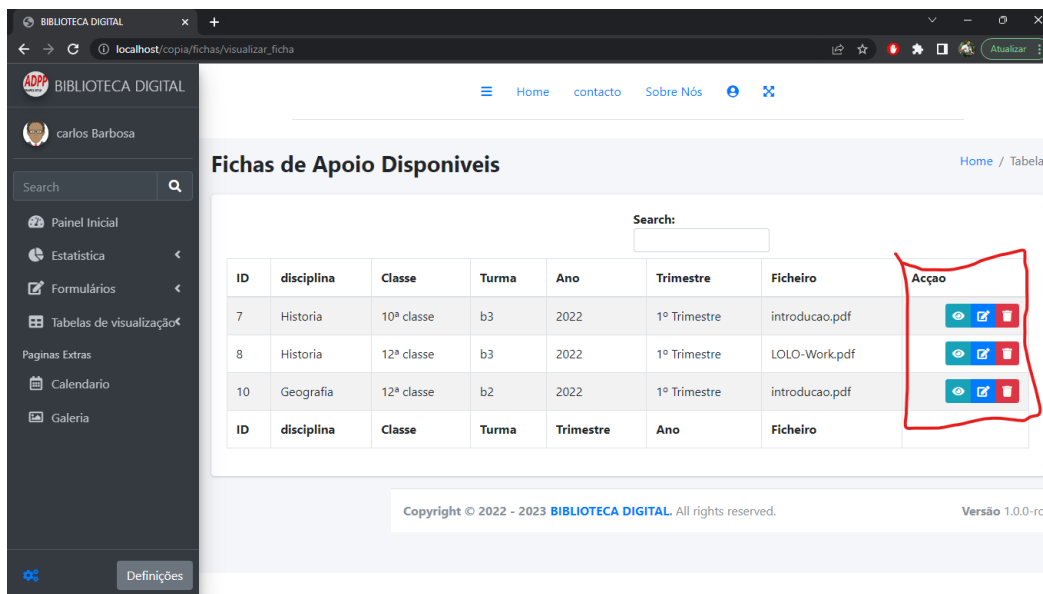 BIBLIOTECA DIGITAL
localhost/copia/fichas/visualizar_ficha
Atualizar
ADPP
BIBLIOTECA DIGITAL
Home contacto Sobre Nós
carlos Barbosa
Fichas de Apoio Disponiveis
Home / Tabela
Search
Painel Inicial
Estatistica
Formulários
Tabelas de visualização
Paginas Extras
Calendario
Galeria
Search:
ID disciplina Classe Turma Ano Trimestre Ficheiro Acçao
7 Historia 10ª classe b3 2022 1º Trimestre introducao.pdf
8 Historia 12ª classe b3 2022 1º Trimestre LOLO-Work.pdf
10 Geografia 12ª classe b2 2022 1º Trimestre introducao.pdf
ID disciplina Classe Turma Trimestre Ano Ficheiro
Copyright © 2022 - 2023 BIBLIOTECA DIGITAL. All rights reserved.
Versão 1.0.0-rc
Definições